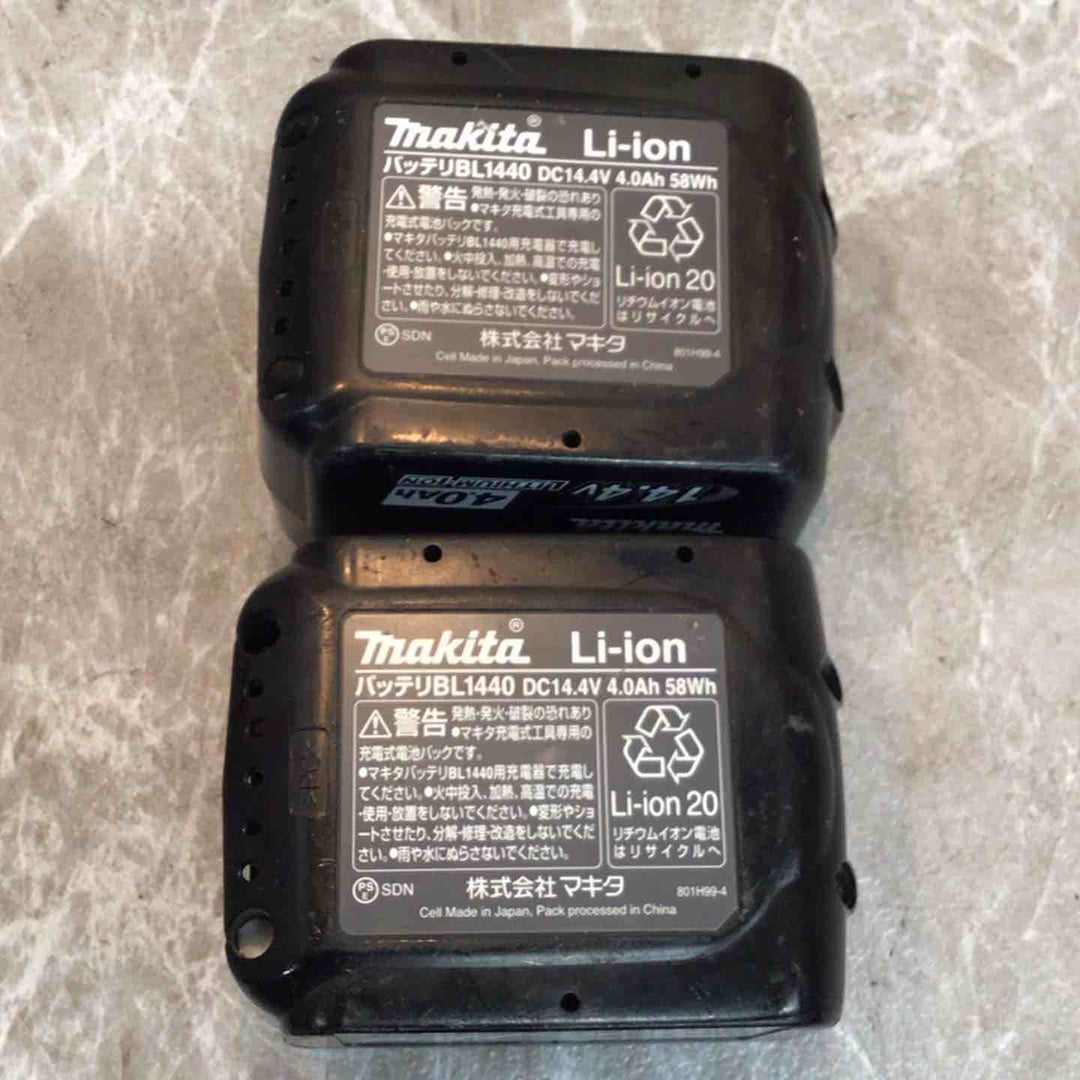 makita® Li-ion
バッテリBL1440 DC14.4V 4.0Ah 58Wh
警告 発熱・発火・破裂の恐れあり
●マキタ充電式工具専用の
充電式電池パックです。
●マキタバッテリBL1440用充電器で充電し
てください。●火中投入、加熱、高温での充電
・使用・放置をしないでください。●変形やショ
ートさせたり、分解・修理・改造をしないでくだ
さい。●雨や水にぬらさないでください。
Li-ion 20
リチウムイオン電池
はリサイクルへ
PS
E SDN 株式会社マキタ 801H99-4
Cell Made in Japan, Pack processed in China
makita
14.4V
LITHIUM-ION
4.0Ah
makita® Li-ion
バッテリBL1440 DC14.4V 4.0Ah 58Wh
警告 発熱・発火・破裂の恐れあり
●マキタ充電式工具専用の
充電式電池パックです。
●マキタバッテリBL1440用充電器で充電し
てください。●火中投入、加熱、高温での充電
・使用・放置をしないでください。●変形やショ
ートさせたり、分解・修理・改造をしないでくだ
さい。●雨や水にぬらさないでください。
Li-ion 20
リチウムイオン電池
はリサイクルへ
PS
E SDN 株式会社マキタ 801H99-4
Cell Made in Japan, Pack processed in China